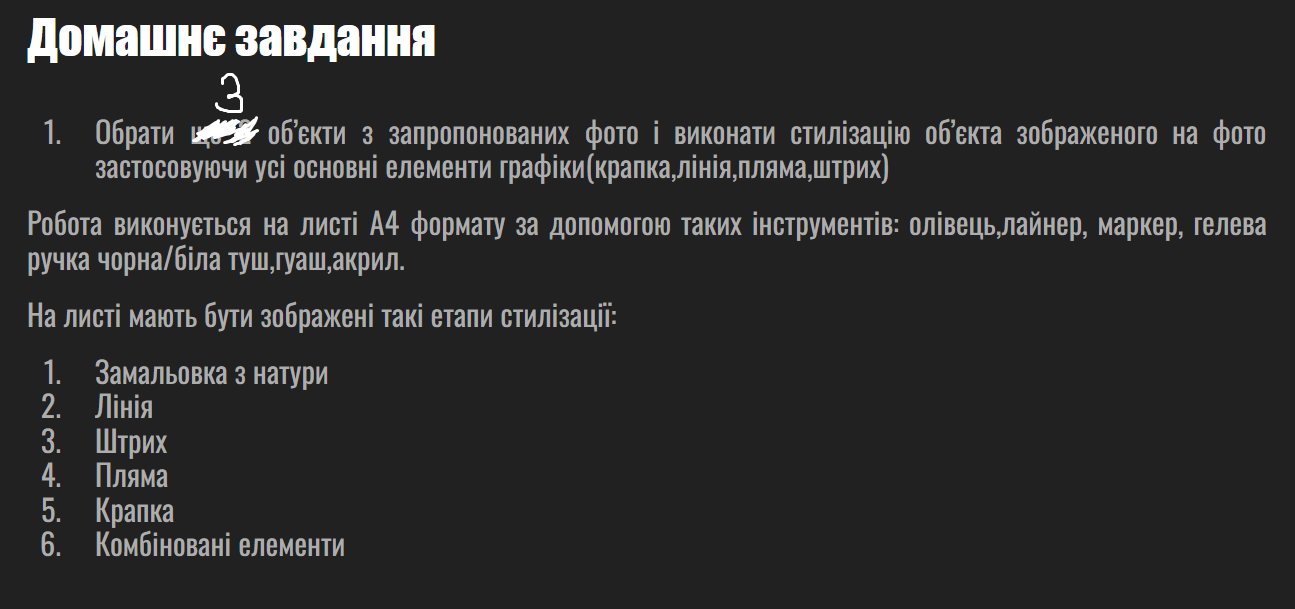 Домашнє завдання
3
1. Обрати об'єкти з запропонованих фото і виконати стилізацію об'єкта зображеного на фото
застосовуючи усі основні елементи графіки(крапка,лінія,пляма,штрих)
Робота виконується на листі А4 формату за допомогою таких інструментів: олівець,лайнер, маркер, гелева
ручка чорна/біла туш,гуаш,акрил.
На листі мають бути зображені такі етапи стилізації:
1. Замальовка з натури
2. Лінія
3. Штрих
4. Пляма
5. Крапка
6. Комбіновані елементи